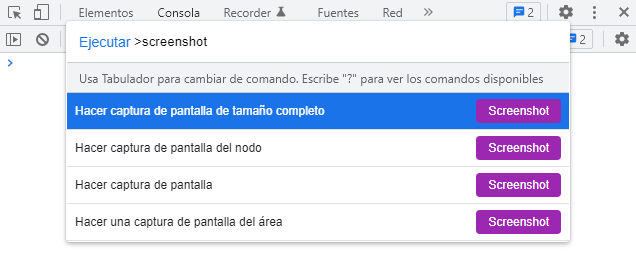 Elementos Consola Recorder Fuentes Red » 2
Ejecutar >screenshot
2
Usa Tabulador para cambiar de comando. Escribe "?" para ver los comandos disponibles
Hacer captura de pantalla de tamaño completo Screenshot
Hacer captura de pantalla del nodo Screenshot
Hacer captura de pantalla Screenshot
Hacer una captura de pantalla del área Screenshot